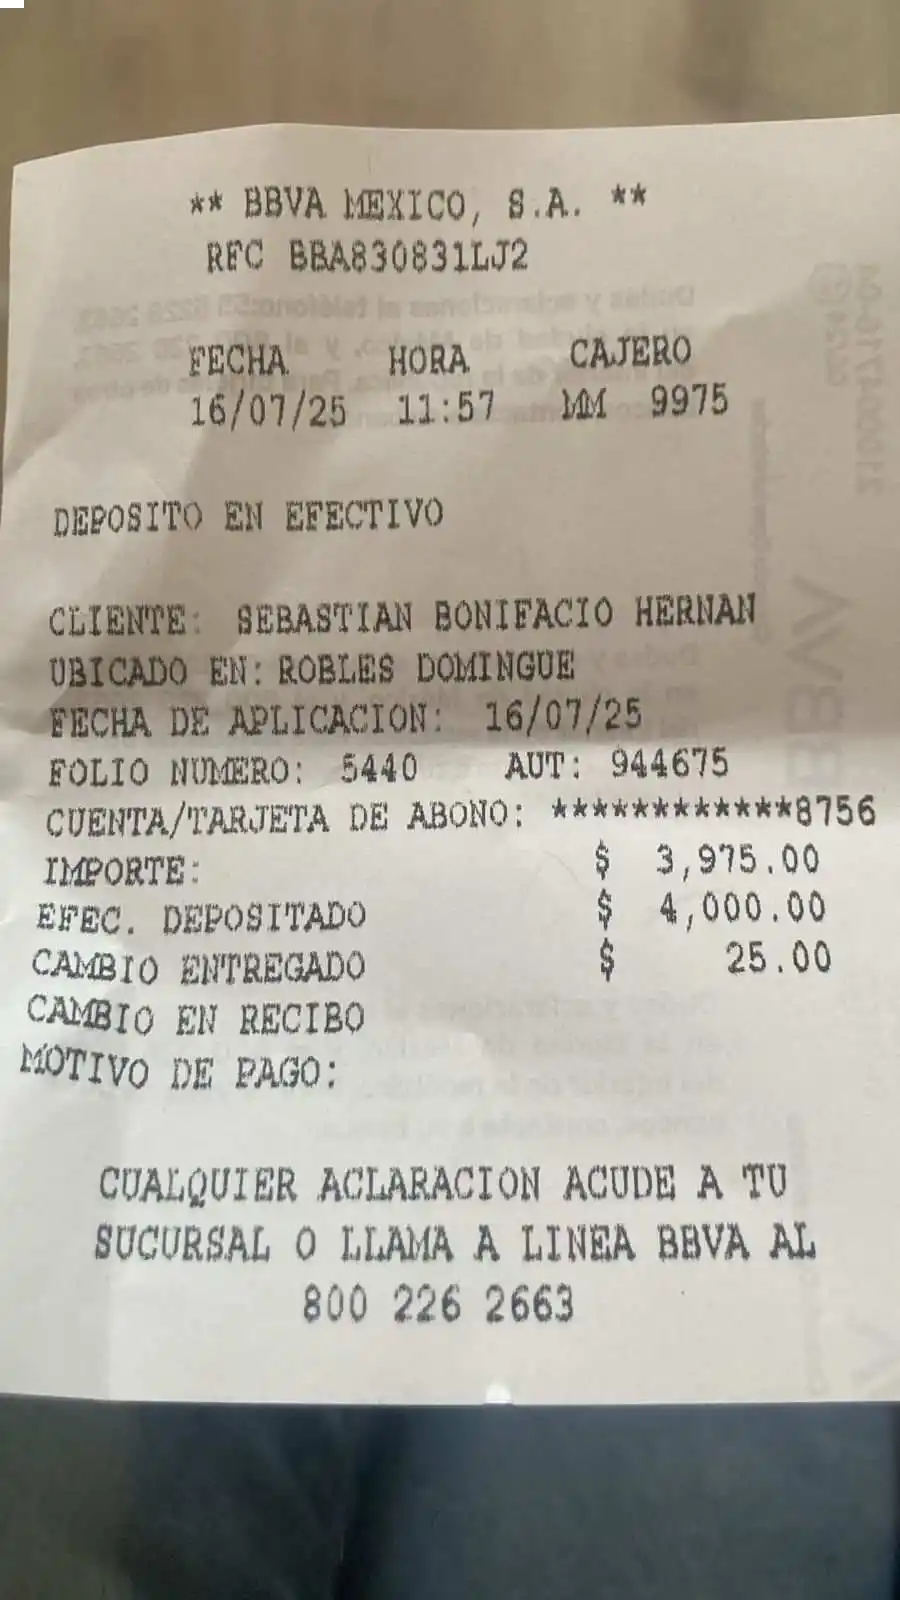 ** BBVA MEXICO, S.A. **
RFC BBA830831LJ2
FECHA HORA CAJERO
16/07/25 11:57 MM 9975
DEPOSITO EN EFECTIVO
CLIENTE: SEBASTIAN BONIFACIO HERNAN
UBICADO EN: ROBLES DOMINGUE
FECHA DE APLICACION: 16/07/25
FOLIO NUMERO: 5440 AUT: 944675
CUENTA/TARJETA DE ABONO: ************8756
IMPORTE: $ 3,975.00
EFEC. DEPOSITADO $ 4,000.00
CAMBIO ENTREGADO $ 25.00
CAMBIO EN RECIBO
MOTIVO DE PAGO:
CUALQUIER ACLARACION ACUDE A TU
SUCURSAL O LLAMA A LINEA BBVA AL
800 226 2663